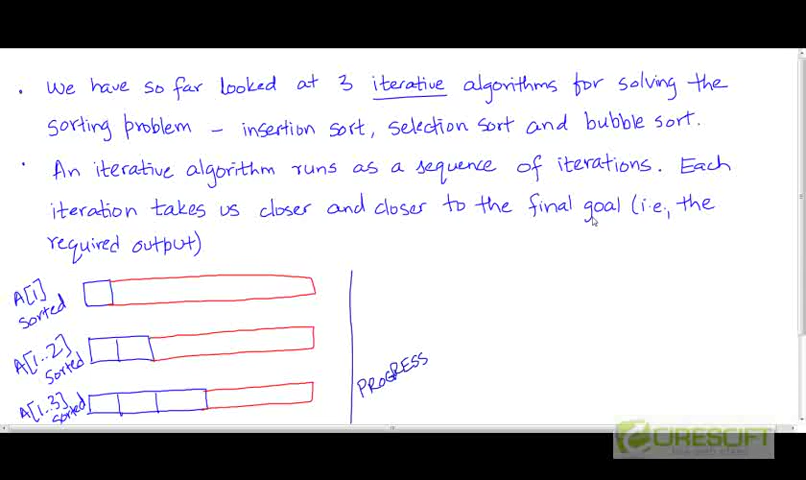 . We have so far looked at 3 iterative algorithms for solving the
sorting problem - insertion sort, selection sort and bubble sort.
. An iterative algorithm runs as a sequence of iterations. Each
iteration takes us closer and closer to the final goal (i.e., the
required output)
A[1]
sorted
A[1..2]
sorted
A[1..3]
sorted
PROGRESS